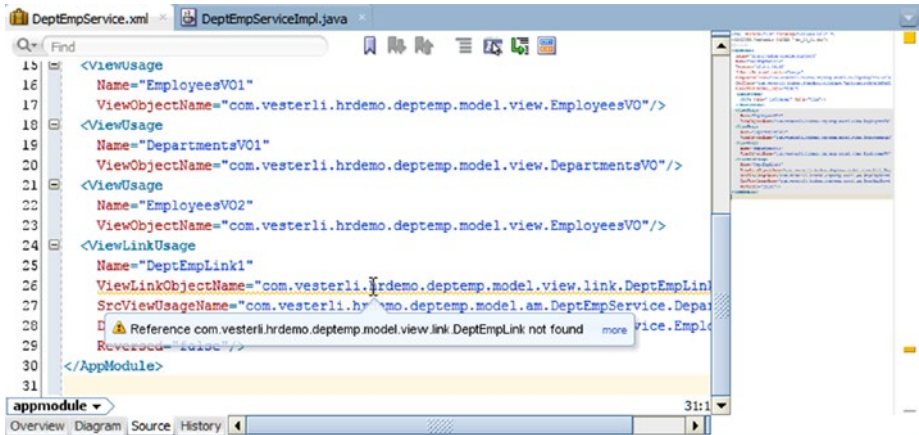 DeptEmpService.xml DeptEmpServiceImpl.java
Find
15 <ViewUsage
16 Name="EmployeesVO1"
17 ViewObjectName="com.vesterli.hrdemo.deptemp.model.view.EmployeesVO"/>
18 <ViewUsage
19 Name="DepartmentsVO1"
20 ViewObjectName="com.vesterli.hrdemo.deptemp.model.view.DepartmentsVO"/>
21 <ViewUsage
22 Name="EmployeesVO2"
23 ViewObjectName="com.vesterli.hrdemo.deptemp.model.view.EmployeesVO"/>
24 <ViewLinkUsage
25 Name="DeptEmpLink1"
26 ViewLinkObjectName="com.vesterli.hrdemo.deptemp.model.view.link.DeptEmpLin
27 SrcViewUsageName="com.vesterli.hrdemo.deptemp.model.am.DeptEmpService.Depar
28 D vice.Emplo
Reference com.vesterli.hrdemo.deptemp.model.view.link.DeptEmpLink not found more
29 Reversed="false"/>
30 </AppModule>
31
appmodule 31:1
Overview Diagram Source History